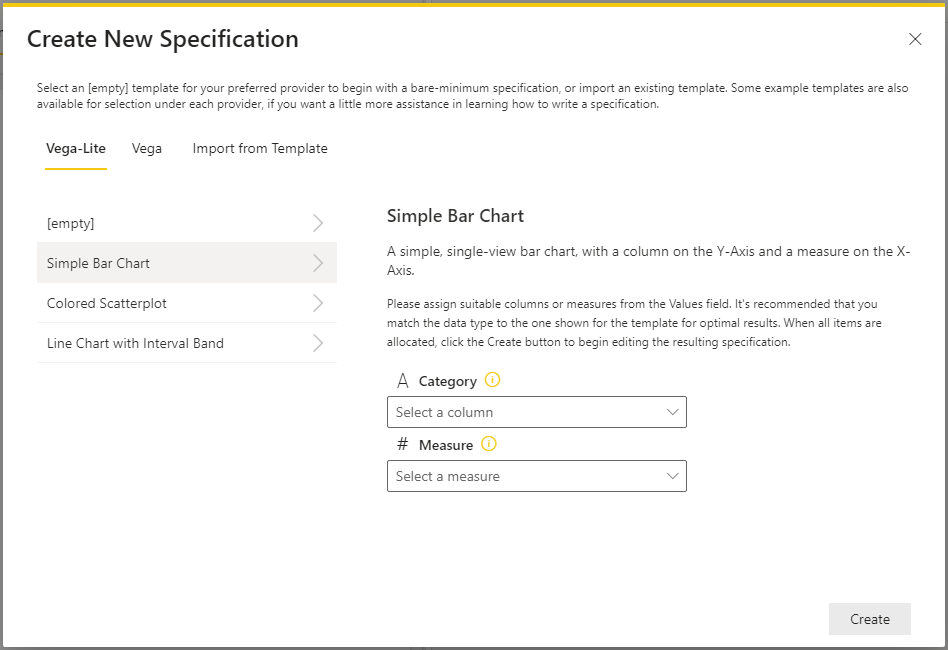 Create New Specification
Select an [empty] template for your preferred provider to begin with a bare-minimum specification, or import an existing template. Some example templates are also
available for selection under each provider, if you want a little more assistance in learning how to write a specification.
Vega-Lite Vega Import from Template
[empty]
Simple Bar Chart
Colored Scatterplot
Line Chart with Interval Band
Simple Bar Chart
A simple, single-view bar chart, with a column on the Y-Axis and a measure on the X-
Axis.
Please assign suitable columns or measures from the Values field. It's recommended that you
match the data type to the one shown for the template for optimal results. When all items are
allocated, click the Create button to begin editing the resulting specification.
A Category
Select a column
# Measure
Select a measure
Create